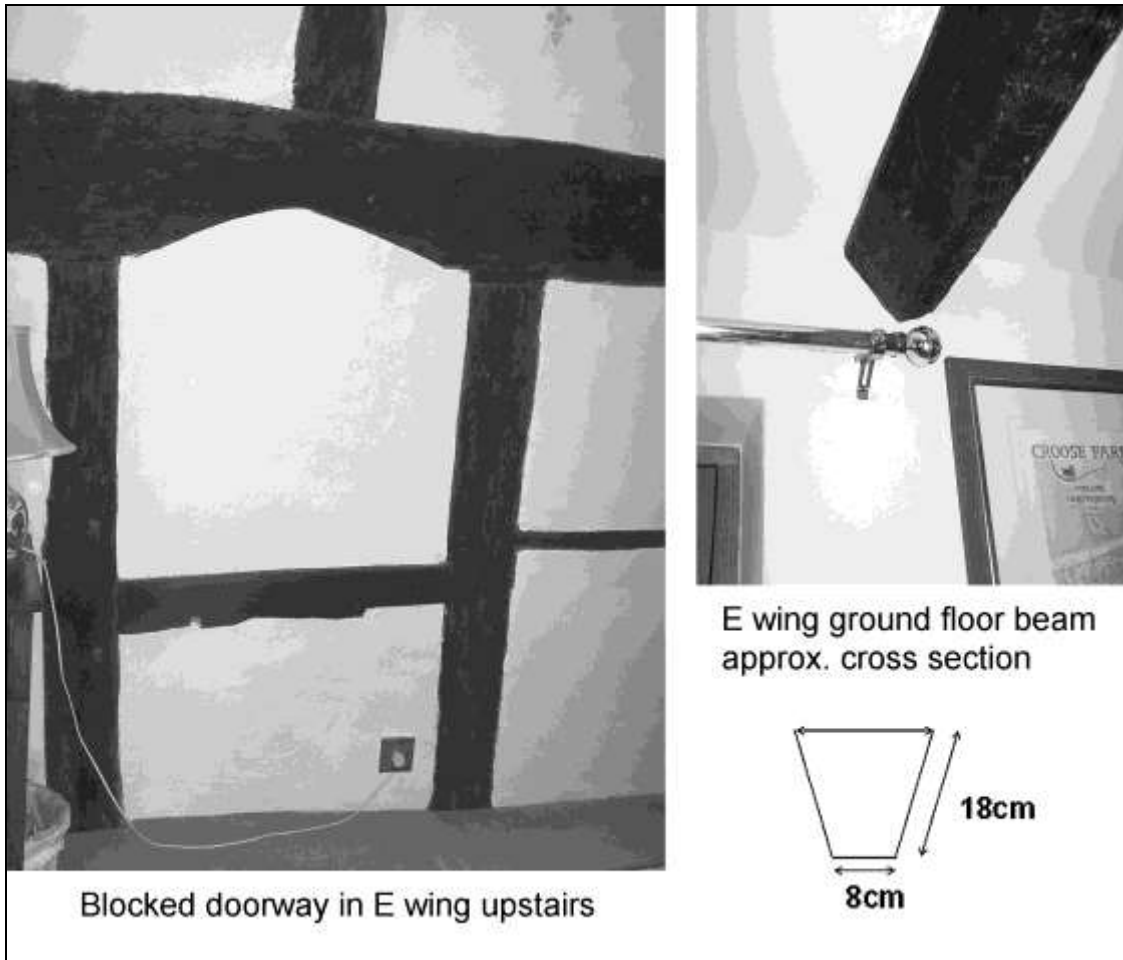 CROOSE FARM
E wing ground floor beam
approx. cross section
18cm
8cm
Blocked doorway in E wing upstairs